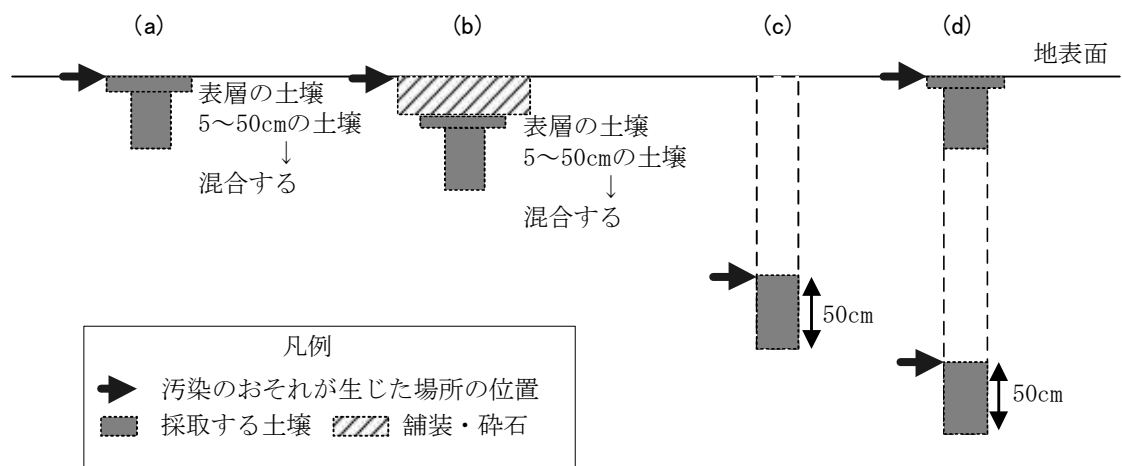 (a)
(b)
(c)
(d)
地表面
表層の土壌
5～50cmの土壌
↓
混合する
表層の土壌
5～50cmの土壌
↓
混合する
50cm
50cm
凡例
汚染のおそれが生じた場所の位置
採取する土壌
舗装・砕石